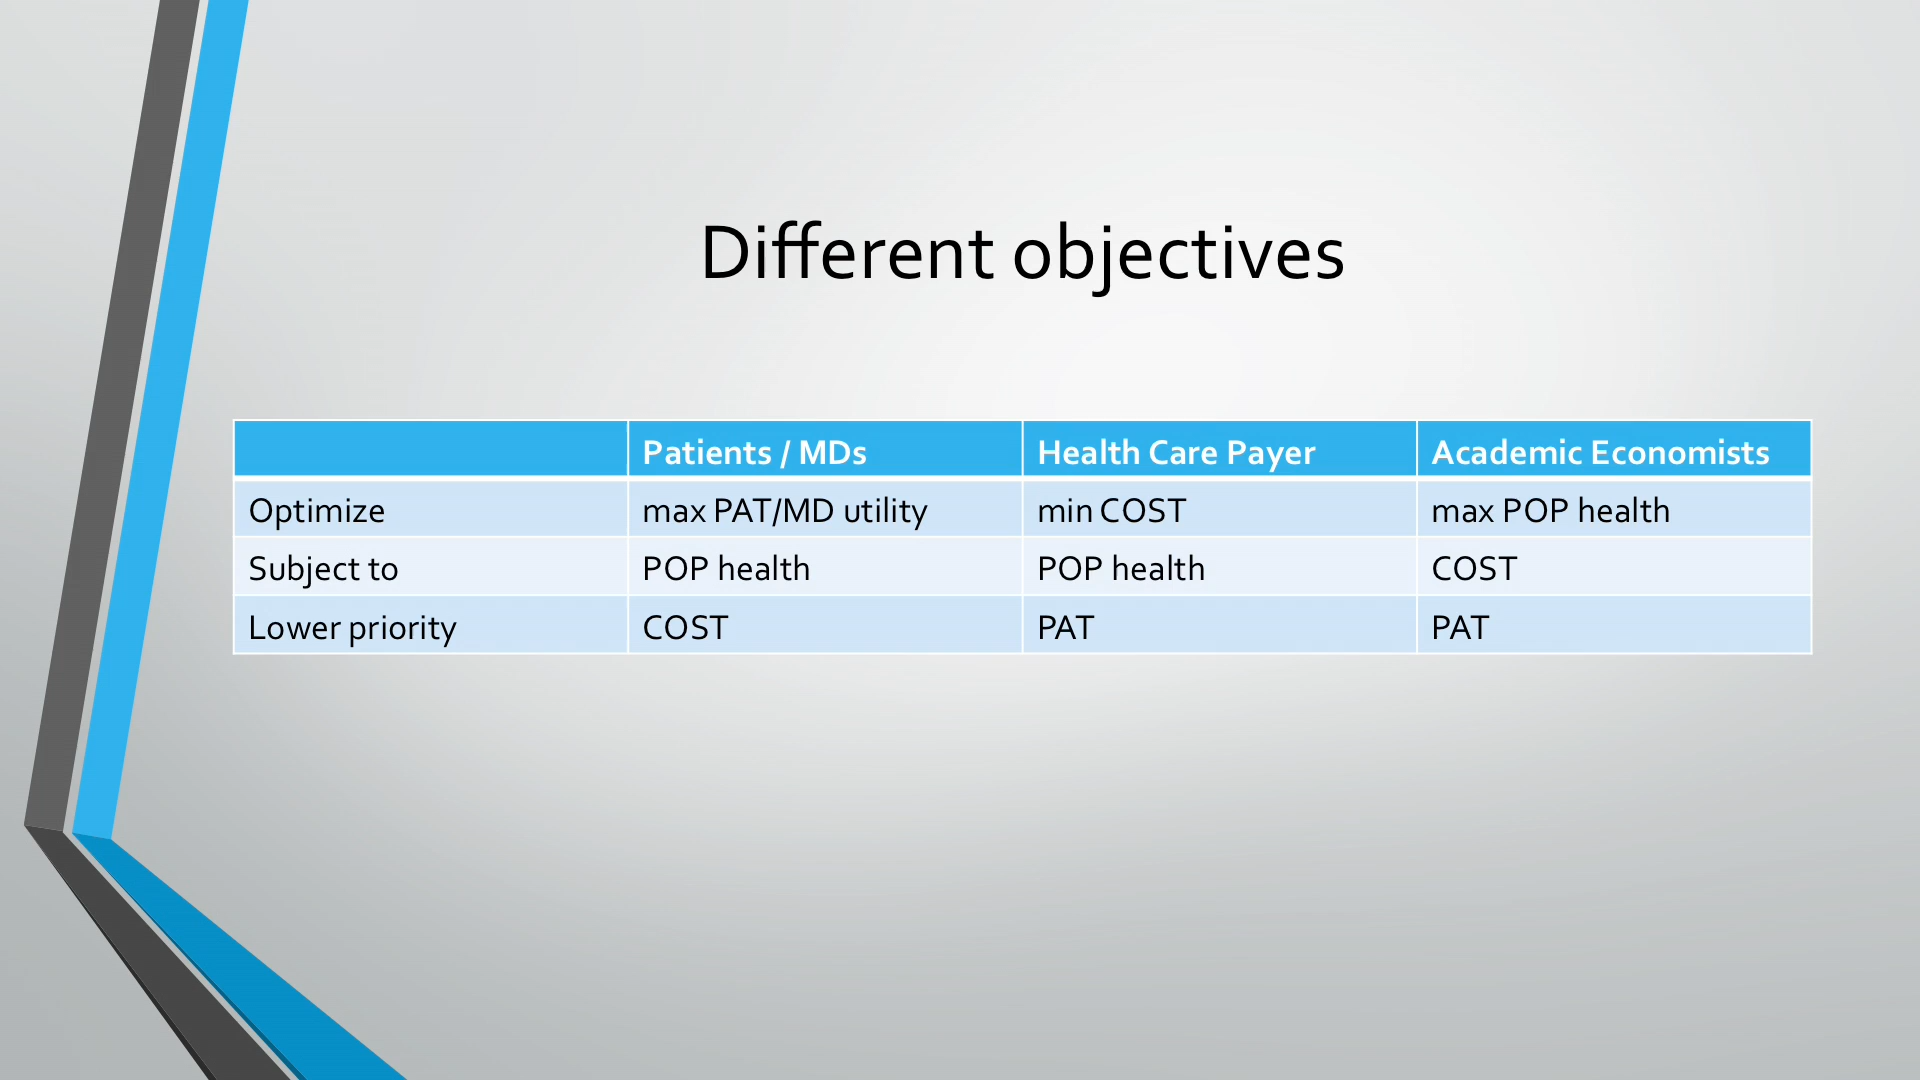 Different objectives
Patients / MDs Health Care Payer Academic Economists
Optimize max PAT/MD utility min COST max POP health
Subject to POP health POP health COST
Lower priority COST PAT PAT